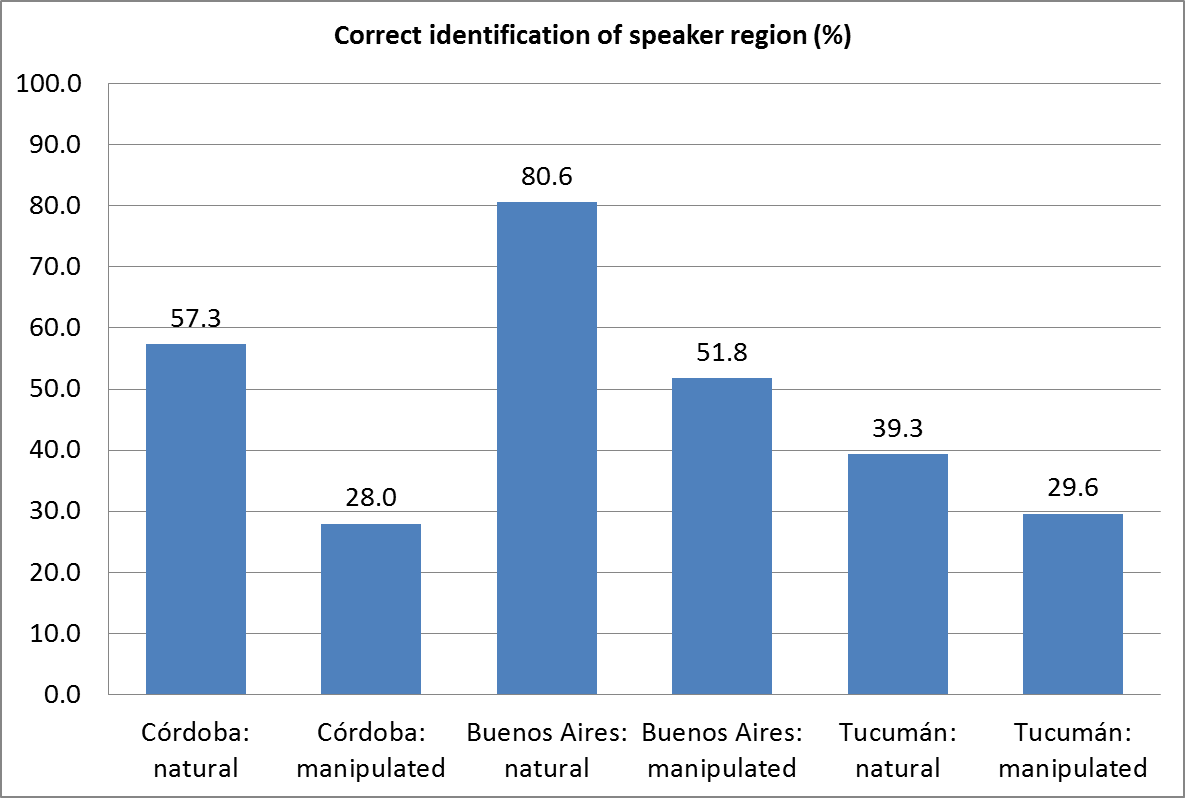 Correct identification of speaker region (%)
100.0
90.0
80.0
70.0
60.0
50.0
40.0
30.0
20.0
10.0
0.0
57.3
28.0
80.6
51.8
39.3
29.6
Córdoba:
natural
Córdoba:
manipulated
Buenos Aires:
natural
Buenos Aires:
manipulated
Tucumán:
natural
Tucumán:
manipulated